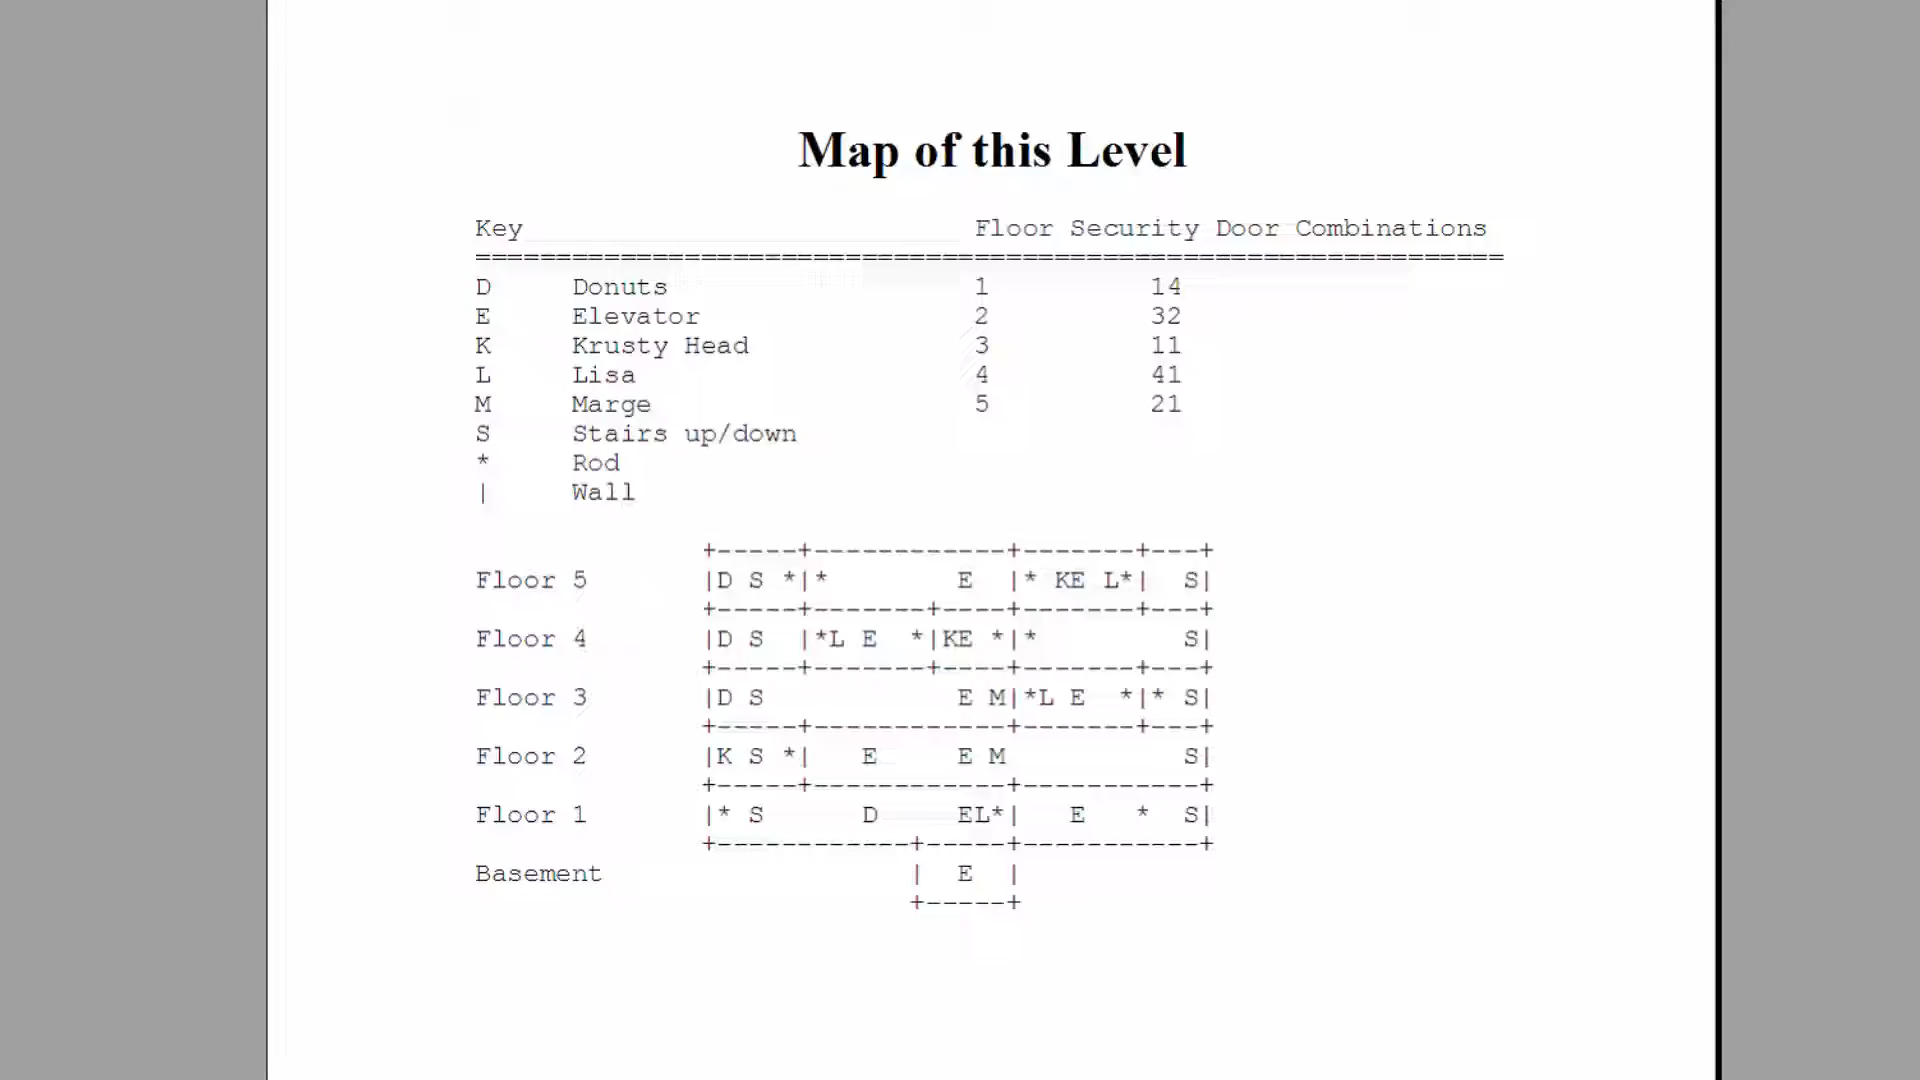 Map of this Level
Key Floor Security Door Combinations
================================================================
D Donuts 1 14
E Elevator 2 32
K Krusty Head 3 11
L Lisa 4 41
M Marge 5 21
S Stairs up/down
* Rod
| Wall
+-----+------------+-------+---+
Floor 5 |D S *|*        E  |* KE L*|  S|
+-----+-------+----+-------+---+
Floor 4 |D S  |*L E  *|KE *|*         S|
+-----+-------+----+-------+---+
Floor 3 |D S            E M|*L E  *|* S|
+-----+------------+-------+---+
Floor 2 |K S *|   E     E M           S|
+-----+------------+-----------+
Floor 1 |* S      D     EL*|   E   *  S|
+------------+-----+-----------+
Basement |  E  |
+-----+